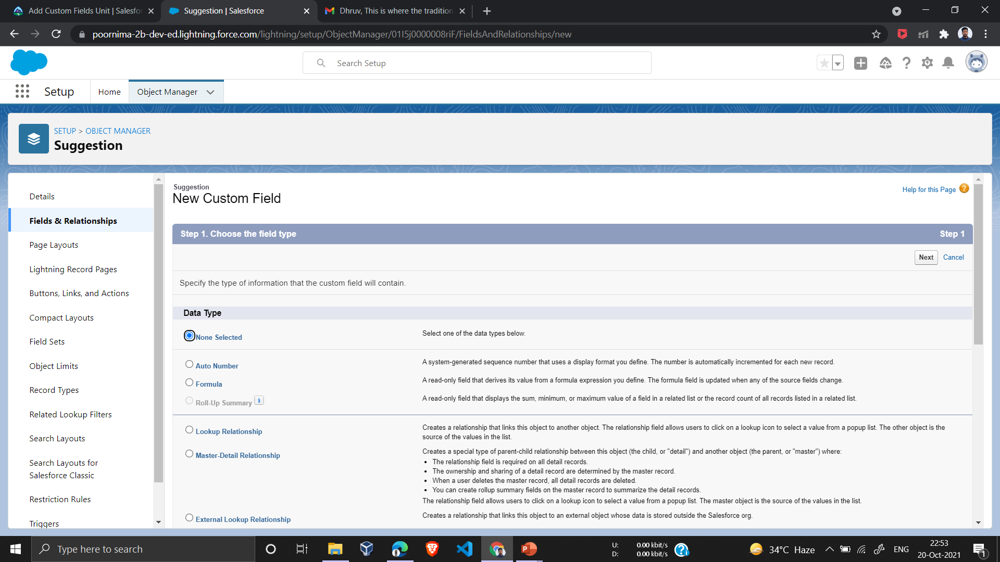 Add Custom Fields Unit | Salesfor
Suggestion | Salesforce
Dhruv, This is where the tradition
poornima-2b-dev-ed.lightning.force.com/lightning/setup/ObjectManager/01I5j0000008riF/FieldsAndRelationships/new
Search Setup
Setup
Home
Object Manager
SETUP > OBJECT MANAGER
Suggestion
Details
Fields & Relationships
Page Layouts
Lightning Record Pages
Buttons, Links, and Actions
Compact Layouts
Field Sets
Object Limits
Record Types
Related Lookup Filters
Search Layouts
Search Layouts for
Salesforce Classic
Restriction Rules
Triggers
Suggestion
New Custom Field
Help for this Page ?
Step 1. Choose the field type
Step 1
Next Cancel
Specify the type of information that the custom field will contain.
Data Type
None Selected
Select one of the data types below.
Auto Number
A system-generated sequence number that uses a display format you define. The number is automatically incremented for each new record.
Formula
A read-only field that derives its value from a formula expression you define. The formula field is updated when any of the source fields change.
Roll-Up Summary i
A read-only field that displays the sum, minimum, or maximum value of a field in a related list or the record count of all records listed in a related list.
Lookup Relationship
Creates a relationship that links this object to another object. The relationship field allows users to click on a lookup icon to select a value from a popup list. The other object is the
source of the values in the list.
Master-Detail Relationship
Creates a special type of parent-child relationship between this object (the child, or "detail") and another object (the parent, or "master") where:
• The relationship field is required on all detail records.
• The ownership and sharing of a detail record are determined by the master record.
• When a user deletes the master record, all detail records are deleted.
• You can create rollup summary fields on the master record to summarize the detail records.
The relationship field allows users to click on a lookup icon to select a value from a popup list. The master object is the source of the values in the list.
External Lookup Relationship
Creates a relationship that links this object to an external object whose data is stored outside the Salesforce org.
Type here to search
U: 0.00 kbit/s
D: 0.00 kbit/s
34°C Haze
ENG
22:53
20-Oct-2021
1